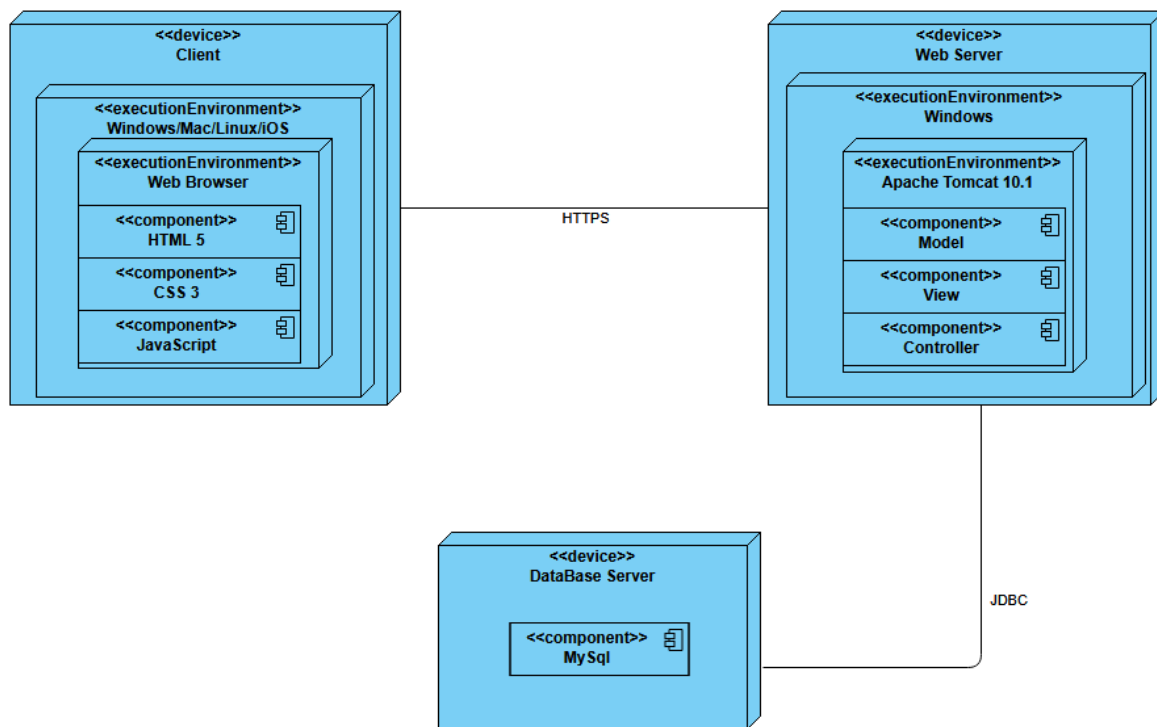 <<device>>
Client
<<executionEnvironment>>
Windows/Mac/Linux/iOS
<<executionEnvironment>>
Web Browser
<<component>>
HTML 5
<<component>>
CSS 3
<<component>>
JavaScript
HTTPS
<<device>>
Web Server
<<executionEnvironment>>
Windows
<<executionEnvironment>>
Apache Tomcat 10.1
<<component>>
Model
<<component>>
View
<<component>>
Controller
JDBC
<<device>>
DataBase Server
<<component>>
MySql